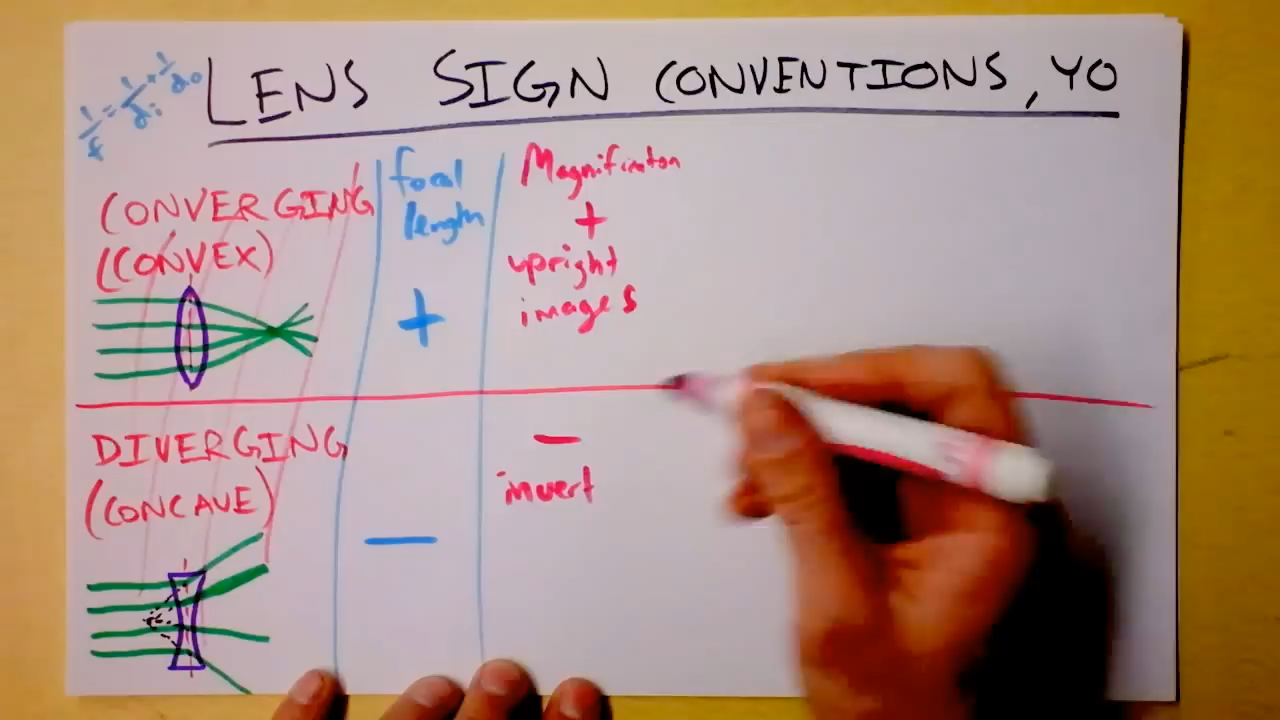 LENS SIGN CONVENTIONS, YO
1/f = 1/di + 1/do
CONVERGING
(CONVEX)
focal
length
+
Magnification
+
upright
images
DIVERGING
(CONCAVE)
—
−
invert